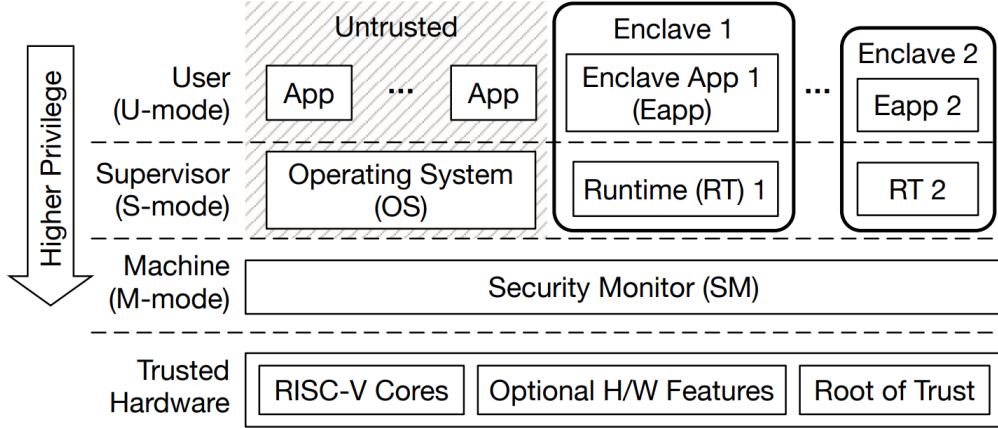 Untrusted
Enclave 1
Enclave 2
Higher Privilege
User
(U-mode)
App
...
App
Enclave App 1
(Eapp)
...
Eapp 2
Supervisor
(S-mode)
Operating System
(OS)
Runtime (RT) 1
RT 2
Machine
(M-mode)
Security Monitor (SM)
Trusted
Hardware
RISC-V Cores
Optional H/W Features
Root of Trust